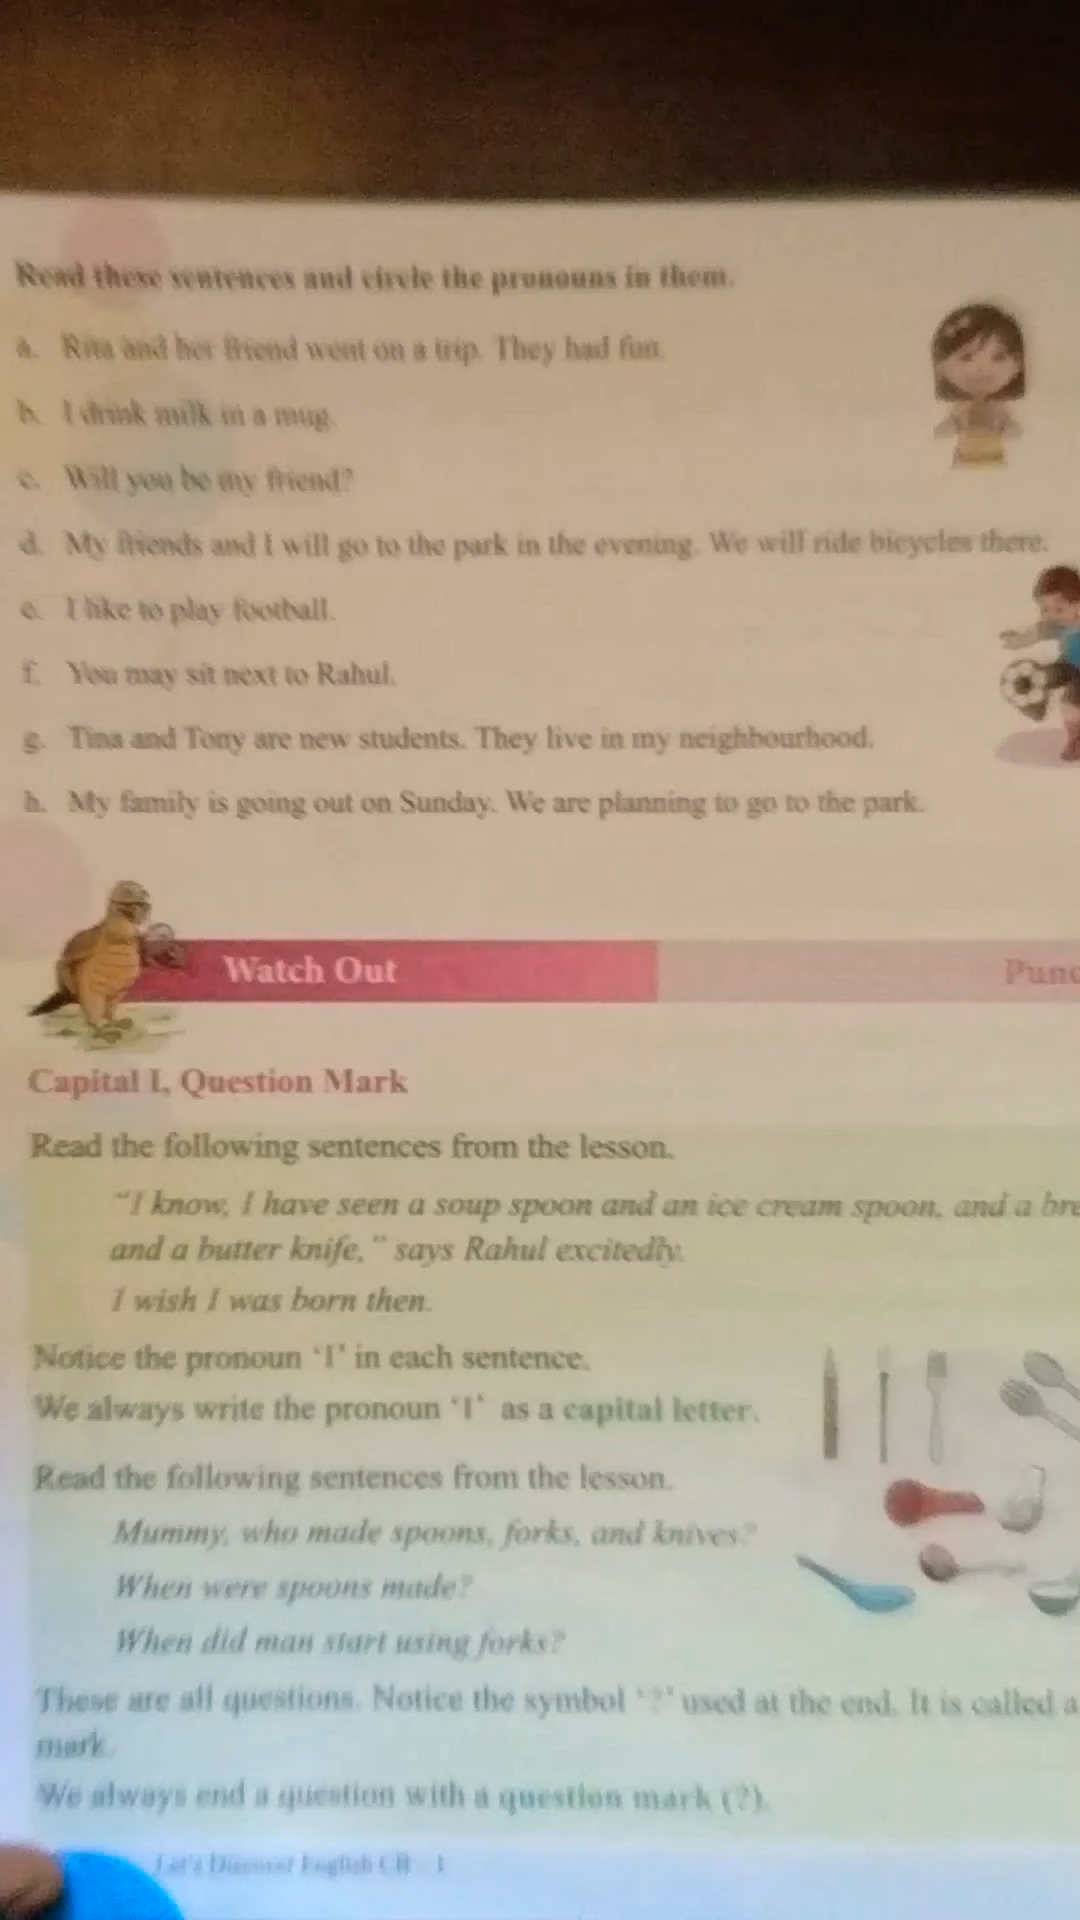 Read these sentences and circle the pronouns in them.
a. Rita and her friend went on a trip. They had fun.
b. I drink milk in a mug.
c. Will you be my friend?
d. My friends and I will go to the park in the evening. We will ride bicycles there.
e. I like to play football.
f. You may sit next to Rahul.
g. Tina and Tony are new students. They live in my neighbourhood.
h. My family is going out on Sunday. We are planning to go to the park.
Watch Out
Capital I, Question Mark
Read the following sentences from the lesson.
“I know, I have seen a soup spoon and an ice cream spoon, and a
and a butter knife,” says Rahul excitedly.
I wish I was born then.
Notice the pronoun ‘I’ in each sentence.
We always write the pronoun ‘I’ as a capital letter.
Read the following sentences from the lesson.
Mummy, who made spoons, forks, and knives?
When were spoons made?
When did man start using forks?
These are all questions. Notice the symbol ‘?’ used at the end. It is called a
mark.
We always end a question with a question mark (?).
Let's Discover English CB – 1